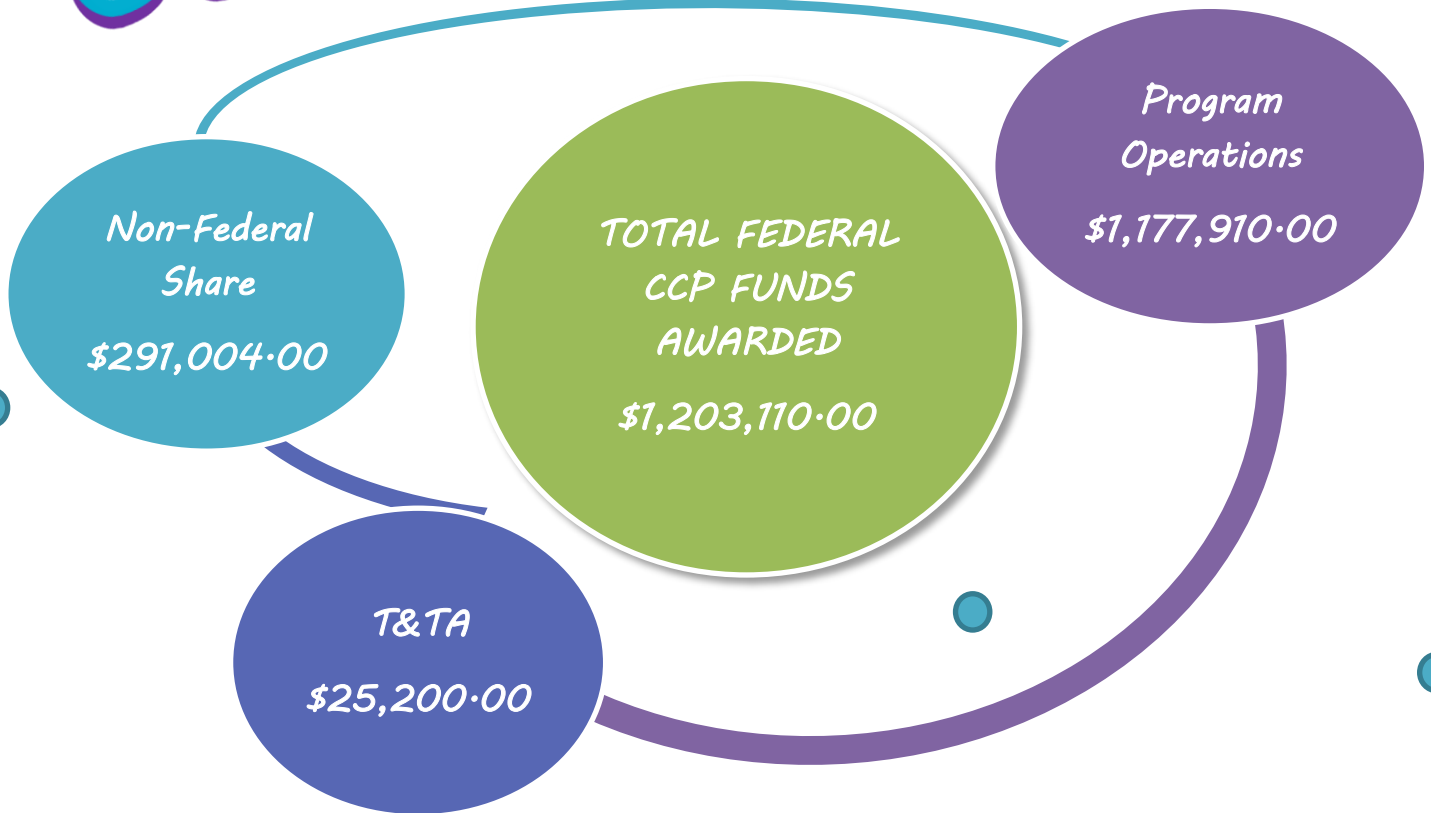 Program
Operations
$1,177,910.00
Non-Federal
Share
$291,004.00
TOTAL FEDERAL
CCP FUNDS
AWARDED
$1,203,110.00
T&TA
$25,200.00